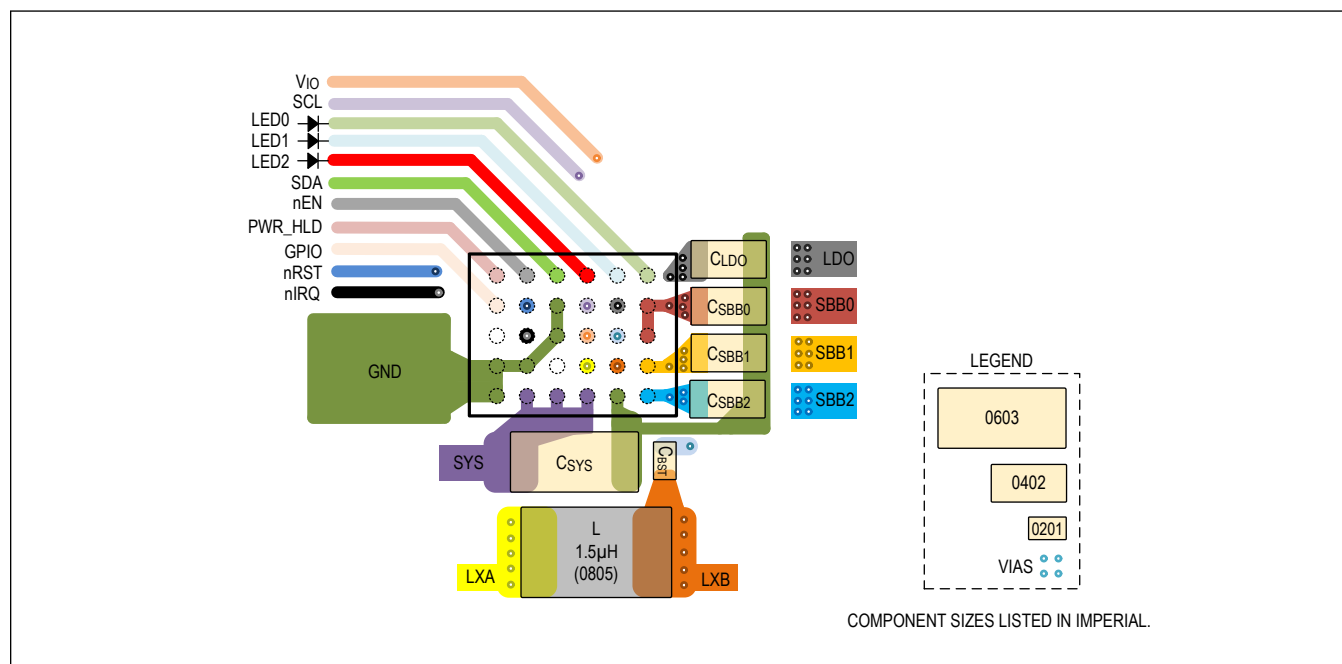 VIO
SCL
LED0
LED1
LED2
SDA
nEN
PWR_HLD
GPIO
nRST
nIRQ
GND
CLDO
LDO
CSBB0
SBB0
CSBB1
SBB1
CSBB2
SBB2
SYS
CSYS
CBST
L
1.5µH
(0805)
LXA
LXB
LEGEND
0603
0402
0201
VIAS
COMPONENT SIZES LISTED IN IMPERIAL.